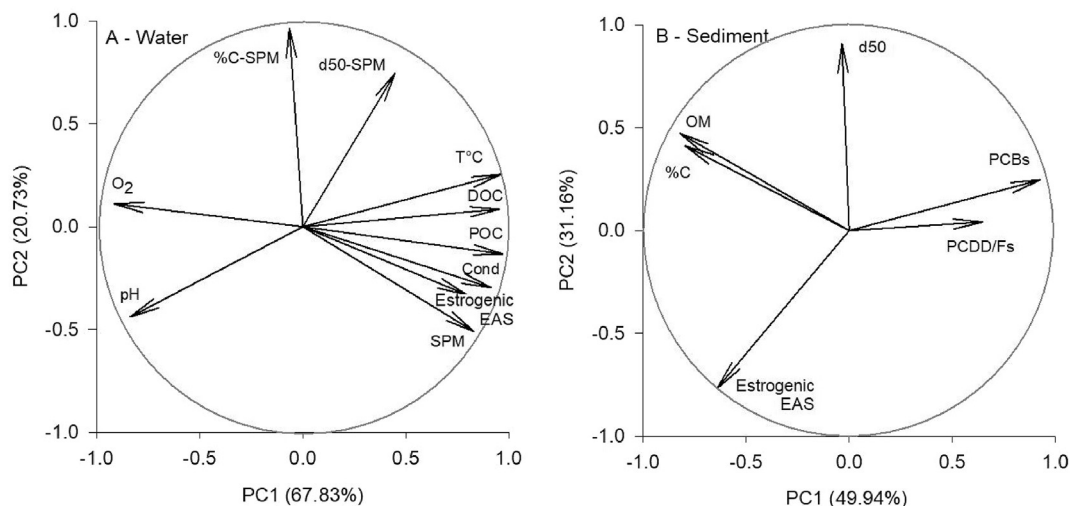 A - Water
1.0
0.5
0.0
-0.5
-1.0
PC2 (20.73%)
%C-SPM
d50-SPM
T°C
O2
DOC
POC
Cond
pH
Estrogenic
EAS
SPM
-1.0
-0.5
0.0
0.5
1.0
PC1 (67.83%)
B - Sediment
1.0
0.5
0.0
-0.5
-1.0
PC2 (31.16%)
d50
OM
%C
PCBs
PCDD/Fs
Estrogenic
EAS
-1.0
-0.5
0.0
0.5
1.0
PC1 (49.94%)